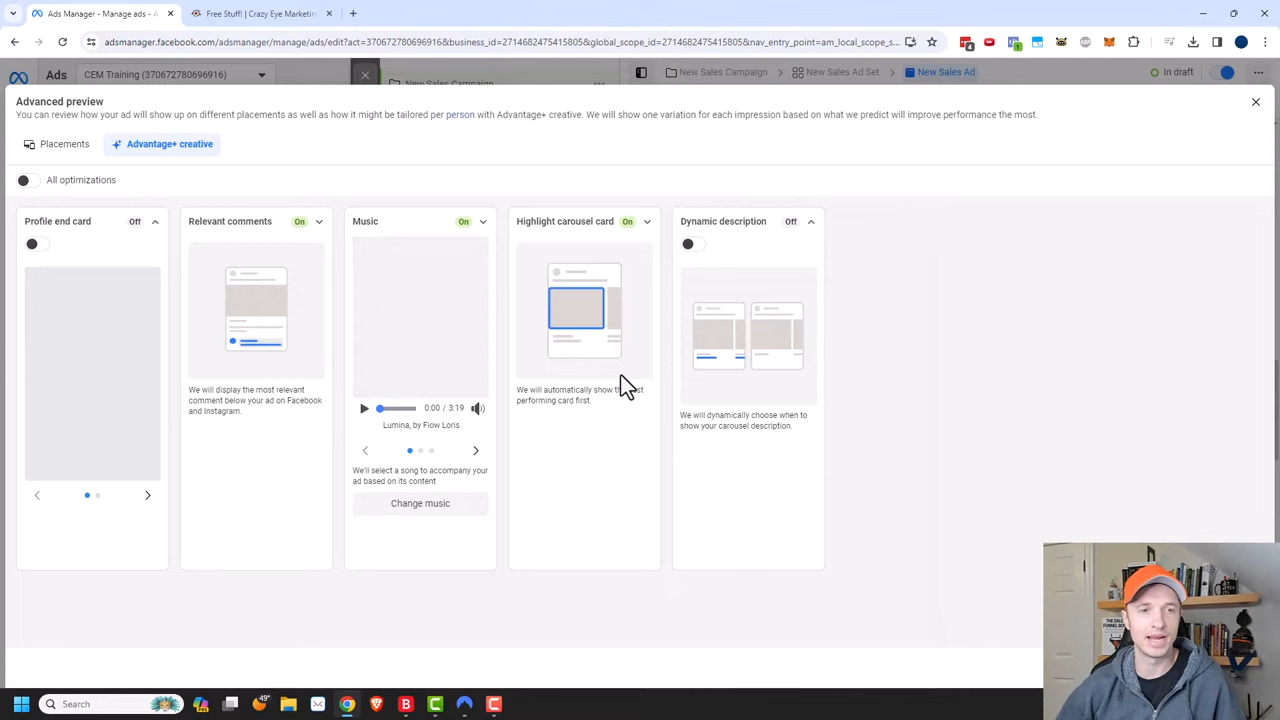 Ads Manager - Manage ads - A
Free Stuff! | Crazy Eye Marketin
adsmanager.facebook.com/adsmanager/manage/ads/edit?act=370672780696916&business_id=2714682475415805&global_scope_id=2714682475415805&nav_entry_point=am_local_scope_s...
Ads
CEM Training (370672780696916)
New Sales Campaign
New Sales Campaign
New Sales Ad Set
New Sales Ad
In draft
Advanced preview
You can review how your ad will show up on different placements as well as how it might be tailored per person with Advantage+ creative. We will show one variation for each impression based on what we predict will improve performance the most.
Placements
Advantage+ creative
All optimizations
Profile end card
Off
Relevant comments
On
We will display the most relevant
comment below your ad on Facebook
and Instagram.
Music
On
0:00 / 3:19
Lumina, by Flow Loris
We'll select a song to accompany your
ad based on its content
Change music
Highlight carousel card
On
We will automatically show
performing card first.
Dynamic description
Off
We will dynamically choose when to
show your carousel description.
Search
49°